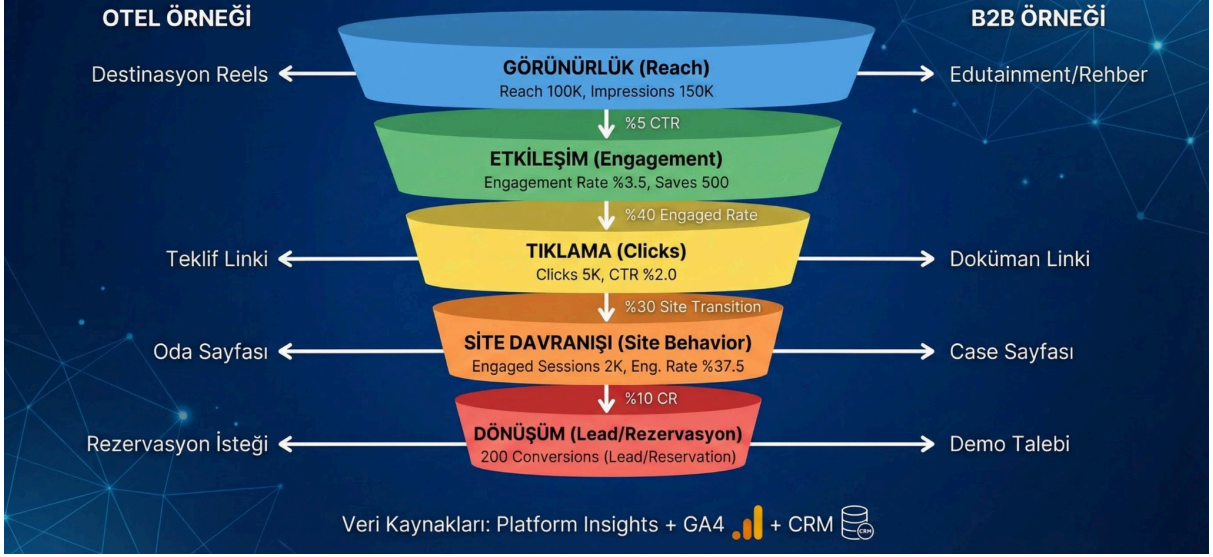 OTEL ÖRNEĞİ
B2B ÖRNEĞİ
GÖRÜNÜRLÜK (Reach)
Reach 100K, Impressions 150K
Destinasyon Reels
Edutainment/Rehber
%5 CTR
ETKİLEŞİM (Engagement)
Engagement Rate %3.5, Saves 500
%40 Engaged Rate
TIKLAMA (Clicks)
Clicks 5K, CTR %2.0
Teklif Linki
Doküman Linki
%30 Site Transition
SİTE DAVRANIŞI (Site Behavior)
Engaged Sessions 2K, Eng. Rate %37.5
Oda Sayfası
Case Sayfası
%10 CR
DÖNÜŞÜM (Lead/Rezervasyon)
200 Conversions (Lead/Reservation)
Rezervasyon İsteği
Demo Talebi
Veri Kaynakları: Platform Insights + GA4 + CRM
CRM